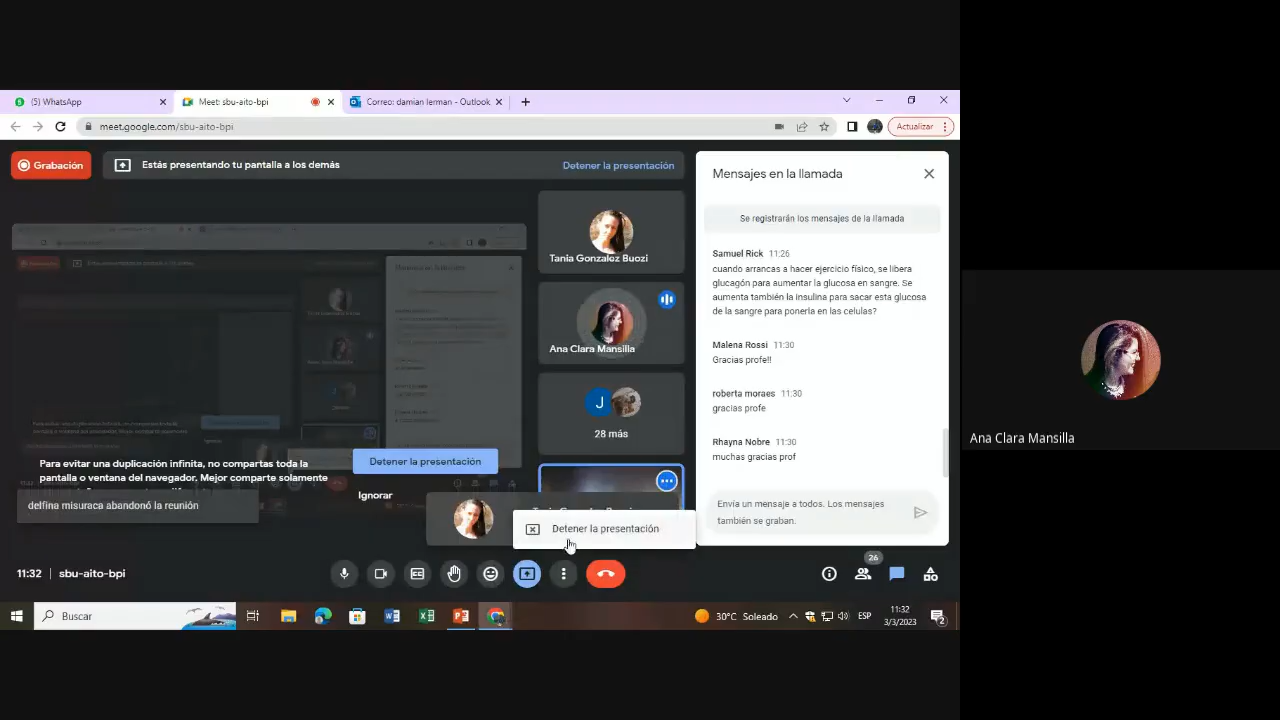 (5) WhatsApp
Meet: sbu-aito-bpi
Correo: damian lerman - Outlook
meet.google.com/sbu-aito-bpi
Actualizar
Grabación
Estás presentando tu pantalla a los demás
Detener la presentación
Mensajes en la llamada
Se registrarán los mensajes de la llamada
Tania Gonzalez Buozi
Samuel Rick 11:26
cuando arrancas a hacer ejercicio físico, se libera
glucagón para aumentar la glucosa en sangre. Se
aumenta también la insulina para sacar esta glucosa
de la sangre para ponerla en las celulas?
Ana Clara Mansilla
Malena Rossi 11:30
Gracias profe!!
roberta moraes 11:30
gracias profe
J
28 más
Rhayna Nobre 11:30
muchas gracias prof
Para evitar una duplicación infinita, no compartas toda la
pantalla o ventana del navegador. Mejor comparte solamente
Detener la presentación
Ignorar
delfina misuraca abandonó la reunión
Detener la presentación
Envía un mensaje a todos. Los mensajes
también se graban.
11:32 | sbu-aito-bpi
26
Buscar
30°C Soleado
ESP
11:32
3/3/2023
2
Ana Clara Mansilla